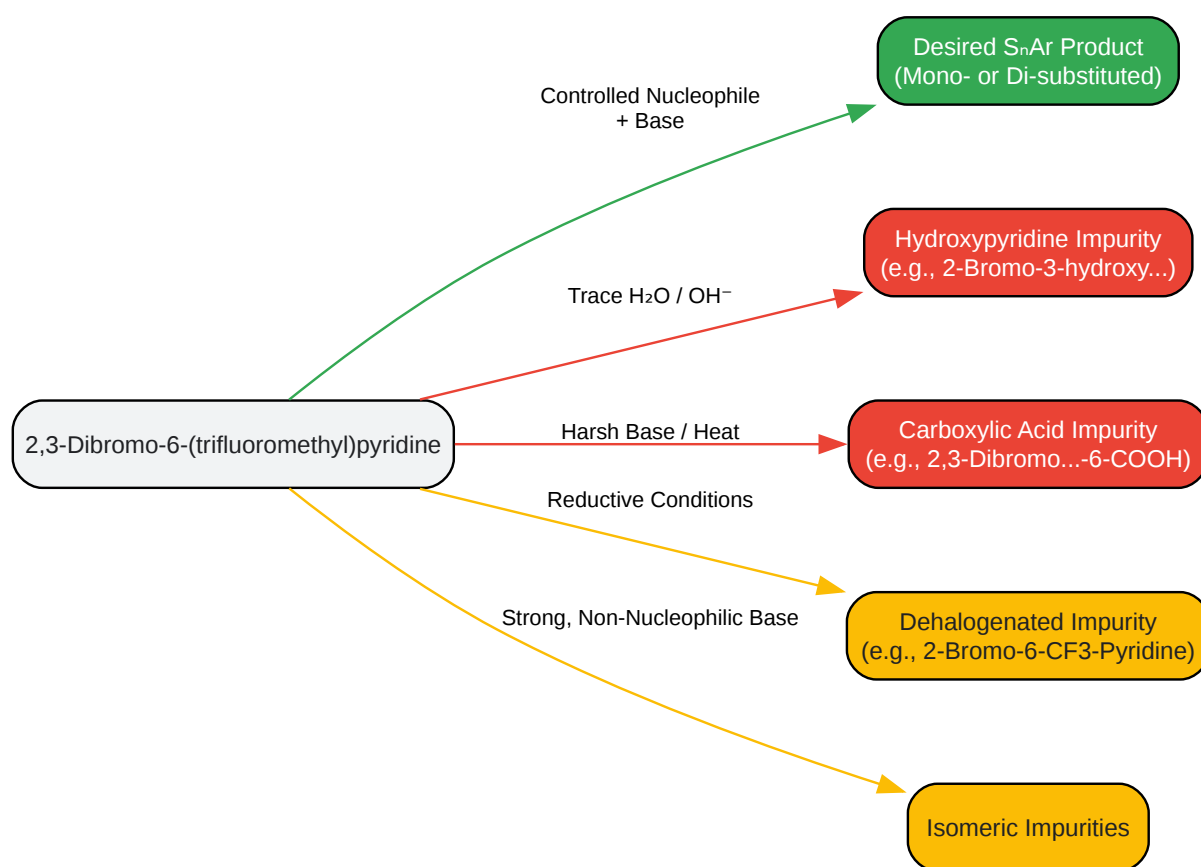 Desired SₙAr Product
(Mono- or Di-substituted)
Controlled Nucleophile
+ Base
Hydroxypyridine Impurity
(e.g., 2-Bromo-3-hydroxy...)
Trace H₂O / OH⁻
2,3-Dibromo-6-(trifluoromethyl)pyridine
Harsh Base / Heat
Carboxylic Acid Impurity
(e.g., 2,3-Dibromo...-6-COOH)
Reductive Conditions
Dehalogenated Impurity
(e.g., 2-Bromo-6-CF3-Pyridine)
Strong, Non-Nucleophilic Base
Isomeric Impurities